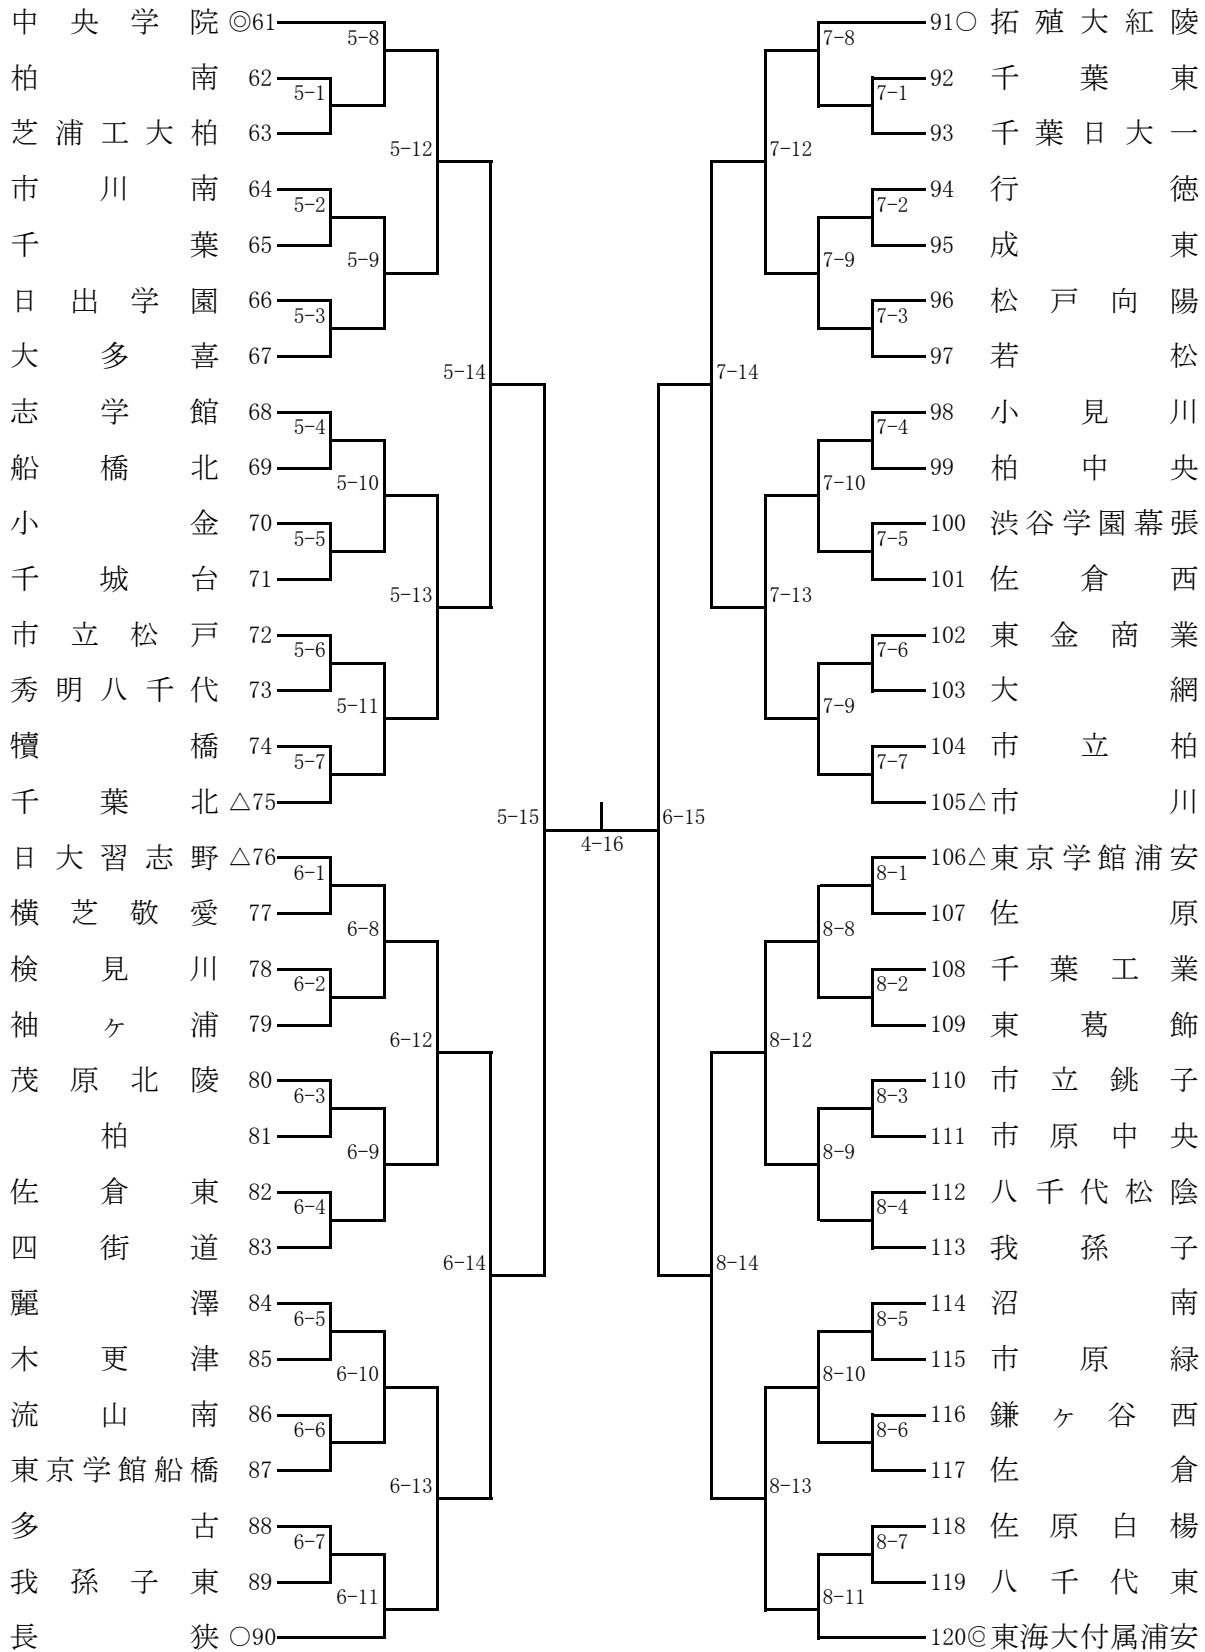 中央学院 ◎61 5-8 7-8 91○ 拓殖大紅陵
柏南 62 5-1 7-1 92 千葉東
芝浦工大柏 63 5-12 7-12 93 千葉日大一
市川南 64 5-2 7-2 94 行徳
千葉 65 5-9 7-9 95 成東
日出学園 66 5-3 7-3 96 松戸向陽
大多喜 67 5-14 7-14 97 若松
志学館 68 5-4 7-4 98 小見川
船橋北 69 5-10 7-10 99 柏中央
小金 70 5-5 7-5 100 渋谷学園幕張
千城台 71 5-13 7-13 101 佐倉西
市立松戸 72 5-6 7-6 102 東金商業
秀明八千代 73 5-11 7-9 103 大網
犢橋 74 5-7 7-7 104 市立柏
千葉北 △75 5-15 6-15 105△ 市川
4-16
日大習志野 △76 6-1 8-1 106△ 東京学館浦安
横芝敬愛 77 6-8 8-8 107 佐原
検見川 78 6-2 8-2 108 千葉工業
袖ヶ浦 79 6-12 8-12 109 東葛飾
茂原北陵 80 6-3 8-3 110 市立銚子
柏 81 6-9 8-9 111 市原中央
佐倉東 82 6-4 8-4 112 八千代松陰
四街道 83 6-14 8-14 113 我孫子
麗澤 84 6-5 8-5 114 沼南
木更津 85 6-10 8-10 115 市原緑
流山南 86 6-6 8-6 116 鎌ヶ谷西
東京学館船橋 87 6-13 8-13 117 佐倉
多古 88 6-7 8-7 118 佐原白楊
我孫子東 89 6-11 8-11 119 八千代東
長狭 ○90 120◎ 東海大付属浦安